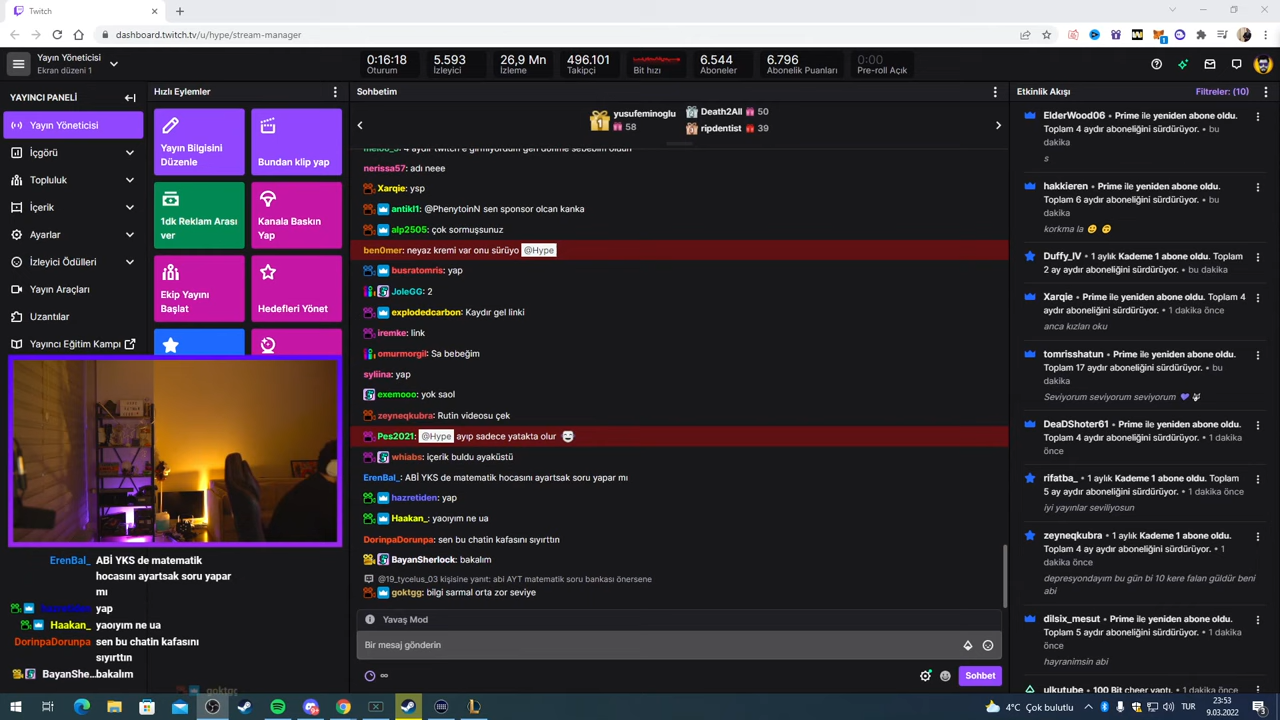 Twitch
dashboard.twitch.tv/u/hype/stream-manager
Yayın Yöneticisi
Ekran düzeni 1
0:16:18
Oturum
5.593
İzleyici
26,9 Mn
İzleme
496.101
Takipçi
Bit hızı
6.544
Aboneler
6.796
Abonelik Puanları
0:00
Pre-roll Açık
YAYINCI PANELİ
Yayın Yöneticisi
İçgörü
Topluluk
İçerik
Ayarlar
İzleyici Ödülleri
Yayın Araçları
Uzantılar
Yayıncı Eğitim Kampı
Hızlı Eylemler
Yayın Bilgisini
Düzenle
Bundan klip yap
1dk Reklam Arası
ver
Kanala Baskın
Yap
Ekip Yayını
Başlat
Hedefleri Yönet
ErenBal_ ABİ YKS de matematik
hocasını ayartsak soru yapar
mı
yap
Haakan_ yaoıyım ne ua
DorinpaDorunpa sen bu chatin kafasını
sıyırttın
BayanShe... bakalım
goktgg
Sohbetim
1
yusufeminoglu
58
Death2All 50
ripdentist 39
nerissa57: adı neee
Xarqie: ysp
antikl1: @PhenytoinN sen sponsor olcan kanka
alp2505: çok sormuşsunuz
ben0mer: neyaz kremi var onu sürüyo @Hype
busratomris: yap
JoleGG: 2
explodedcarbon: Kaydır gel linki
iremke: link
omurmorgil: Sa bebeğim
syliina: yap
exemooo: yok saol
zeyneqkubra: Rutin videosu çek
Pes2021: @Hype ayıp sadece yatakta olur
whiabs: içerik buldu ayaküstü
ErenBal_: ABİ YKS de matematik hocasını ayartsak soru yapar mı
hazretiden: yap
Haakan_: yaoıyım ne ua
DorinpaDorunpa: sen bu chatin kafasını sıyırttın
BayanSherlock: bakalım
@19_tycelus_03 kişisine yanıt: abi AYT matematik soru bankası önersene
goktgg: bilgi sarmal orta zor seviye
Yavaş Mod
Bir mesaj gönderin
∞
Sohbet
Etkinlik Akışı
Filtreler: (10)
ElderWood06 • Prime ile yeniden abone oldu.
Toplam 4 aydır aboneliğini sürdürüyor. • bu
dakika
s
hakkieren • Prime ile yeniden abone oldu.
Toplam 6 aydır aboneliğini sürdürüyor. • bu
dakika
korkma la
Duffy_IV • 1 aylık Kademe 1 abone oldu. Toplam
2 ay aydır aboneliğini sürdürüyor. • bu dakika
Xarqie • Prime ile yeniden abone oldu. Toplam 4
aydır aboneliğini sürdürüyor. • 1 dakika önce
anca kızlan oku
tomrisshatun • Prime ile yeniden abone oldu.
Toplam 17 aydır aboneliğini sürdürüyor. • bu
dakika
Seviyorum seviyorum seviyorum
DeaDShoter61 • Prime ile yeniden abone oldu.
Toplam 4 aydır aboneliğini sürdürüyor. • 1 dakika
önce
rifatba_ • 1 aylık Kademe 1 abone oldu. Toplam
5 ay aydır aboneliğini sürdürüyor. • 1 dakika önce
iyi yayınlar seviliyosun
zeyneqkubra • 1 aylık Kademe 1 abone oldu.
Toplam 4 ay aydır aboneliğini sürdürüyor. • 1
dakika önce
depresyondayım bu gün bi 10 kere falan güldür beni
abi
dilsix_mesut • Prime ile yeniden abone oldu.
Toplam 5 aydır aboneliğini sürdürüyor. • 1 dakika
önce
hayranimsin abi
ulkutube • 100 Bit cheer yaptı.
4°C Çok bulutlu
TUR
23:53
9.03.2022
3